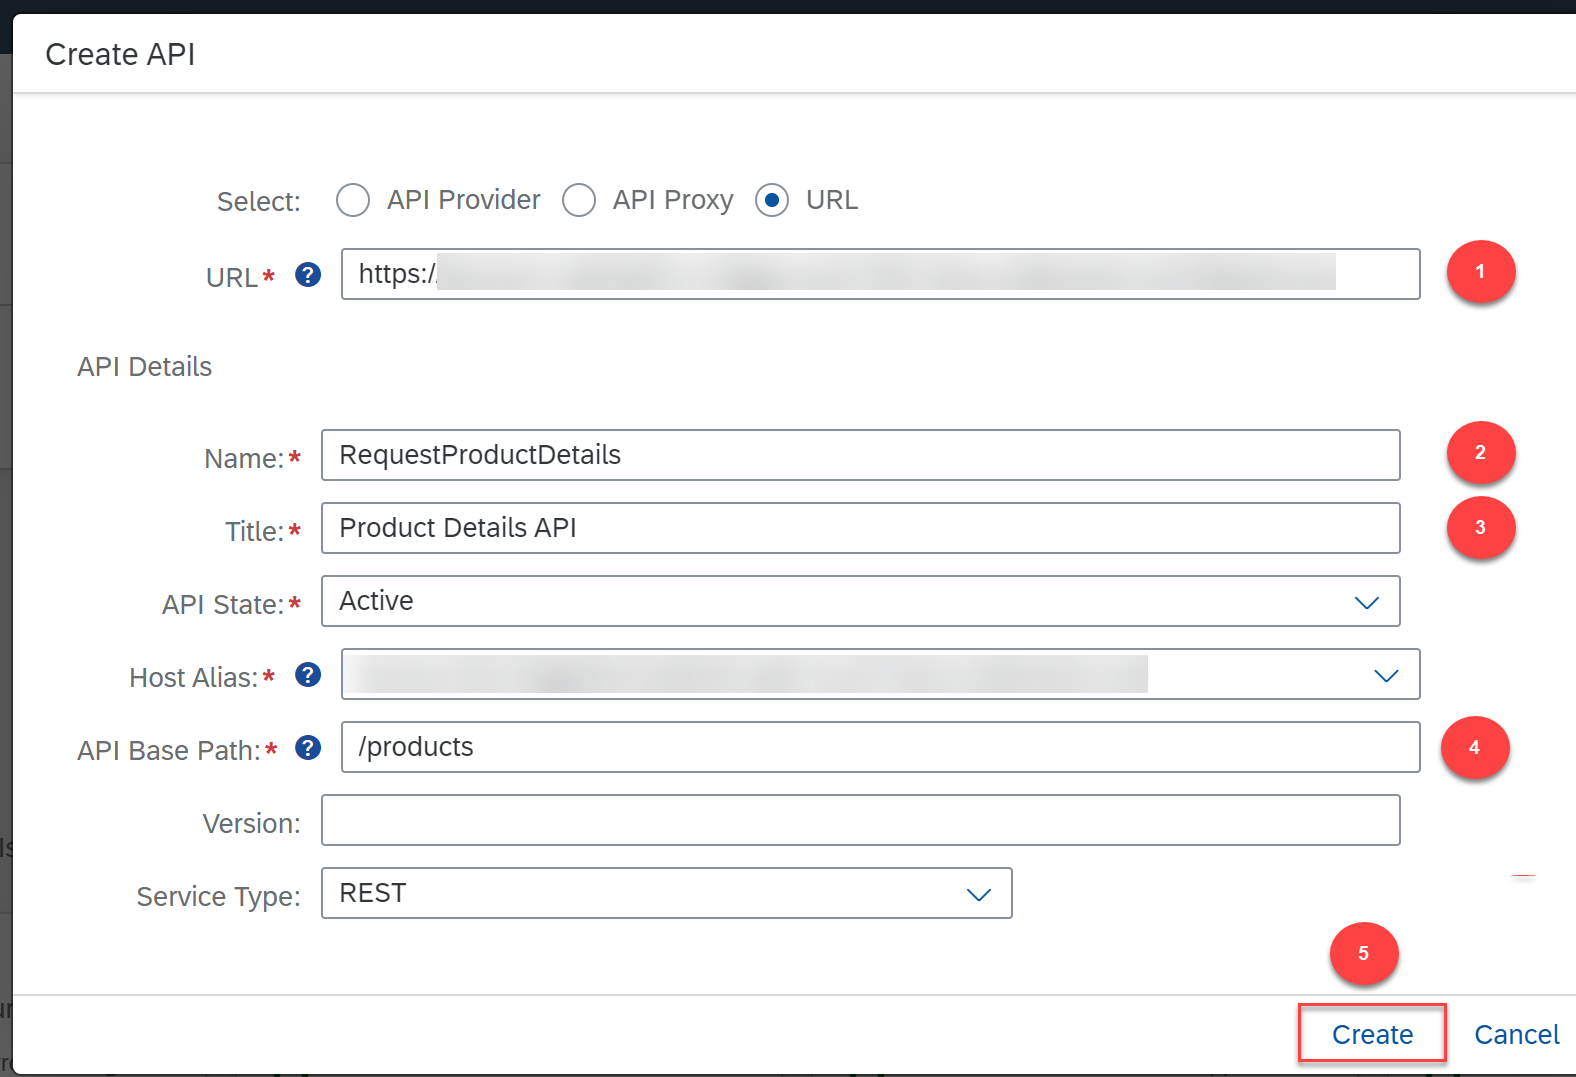 Create API
Select: API Provider API Proxy URL
URL* ? https:/ 1
API Details
Name:* RequestProductDetails 2
Title:* Product Details API 3
API State:* Active
Host Alias:* ?
API Base Path:* ? /products 4
Version:
Service Type: REST
5
Create Cancel